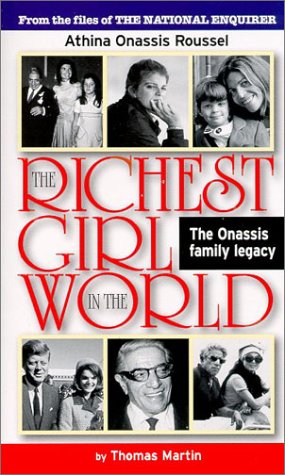 From the files of THE NATIONAL ENQUIRER
Athina Onassis Roussel
THE
RICHEST
GIRL
IN THE
WORLD
The Onassis
family legacy
by Thomas Martin